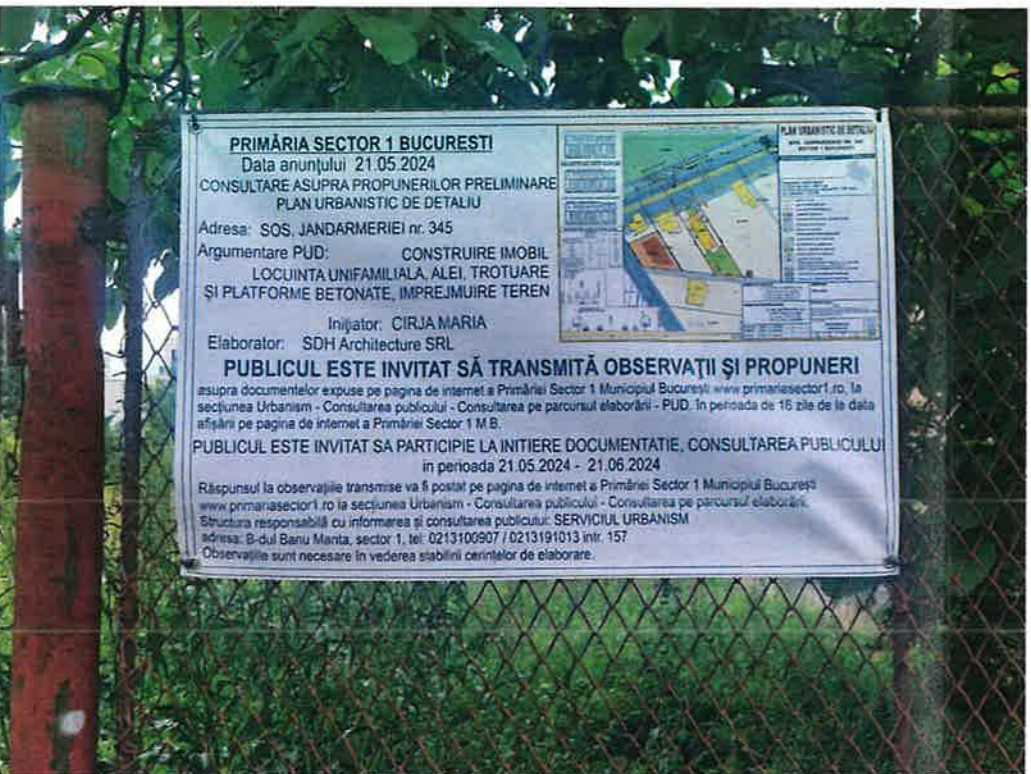 PRIMĂRIA SECTOR 1 BUCURESTI
Data anunțului 21.05.2024
CONSULTARE ASUPRA PROPUNERILOR PRELIMINARE
PLAN URBANISTIC DE DETALIU
Adresa: SOS. JANDARMERIEI nr. 345
Argumentare PUD: CONSTRUIRE IMOBIL
LOCUINTA UNIFAMILIALA, ALEI, TROTUARE
ȘI PLATFORME BETONATE, IMPREJMUIRE TEREN
Inițiator: CIRJA MARIA
Elaborator: SDH Architecture SRL
PLAN URBANISTIC DE DETALIU
PUBLICUL ESTE INVITAT SĂ TRANSMITĂ OBSERVAȚII ȘI PROPUNERI
asupra documentelor expuse pe pagina de internet a Primăriei Sector 1 Municipiul București www.primariasector1.ro, la
secțiunea Urbanism - Consultarea publicului - Consultarea pe parcursul elaborării - PUD. în perioada de 16 zile de la data
afișării pe pagina de internet a Primăriei Sector 1 M.B.
PUBLICUL ESTE INVITAT SA PARTICIPIE LA INITIERE DOCUMENTATIE, CONSULTAREA PUBLICULUI
in perioada 21.05.2024 - 21.06.2024
Răspunsul la observațiile transmise va fi postat pe pagina de internet a Primăriei Sector 1 Municipiul București
www.primariasector1.ro la secțiunea Urbanism - Consultarea publicului - Consultarea pe parcursul elaborării.
Structura responsabilă cu informarea și consultarea publicului: SERVICIUL URBANISM
adresa: B-dul Banu Manta, sector 1, tel: 0213100907 / 0213191013 intr. 157
Observațiile sunt necesare în vederea stabilirii cerințelor de elaborare.